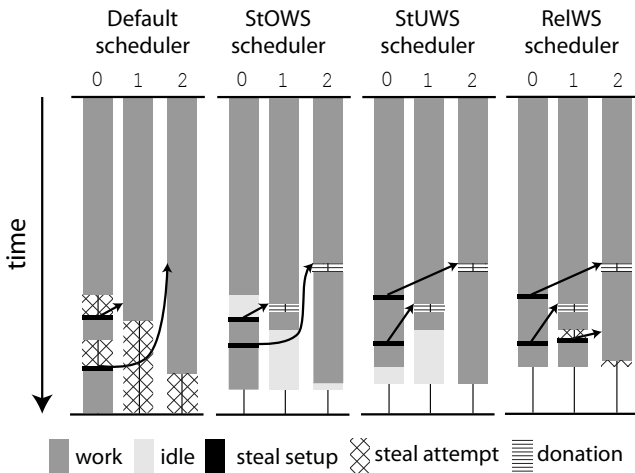 Default StOWS StUWS RelWS
scheduler scheduler scheduler scheduler
0 1 2 0 1 2 0 1 2 0 1 2
time
work idle steal setup steal attempt donation